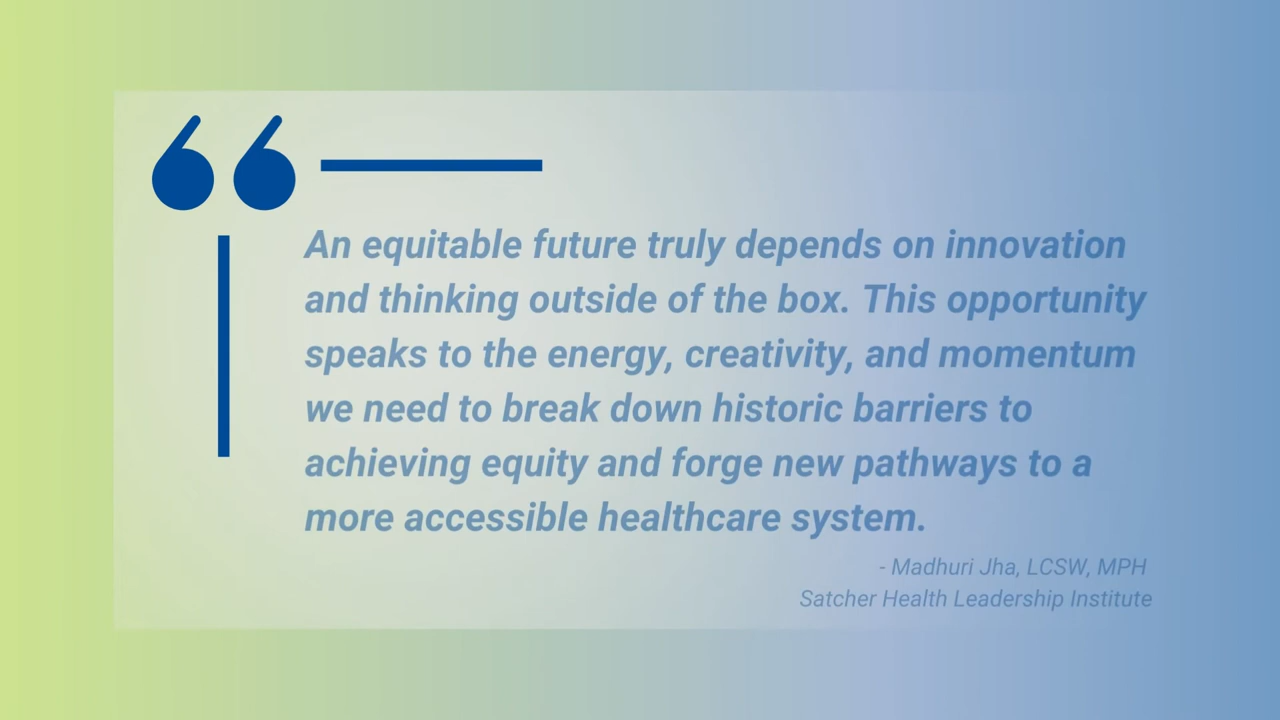 An equitable future truly depends on innovation
and thinking outside of the box. This opportunity
speaks to the energy, creativity, and momentum
we need to break down historic barriers to
achieving equity and forge new pathways to a
more accessible healthcare system.
- Madhuri Jha, LCSW, MPH
Satcher Health Leadership Institute